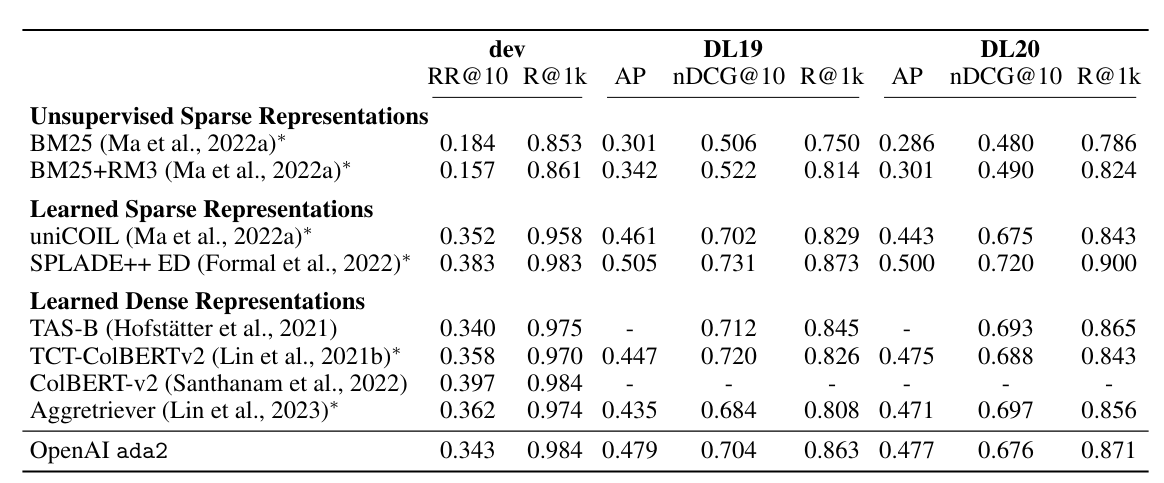 dev DL19 DL20
RR@10 R@1k AP nDCG@10 R@1k AP nDCG@10 R@1k
Unsupervised Sparse Representations
BM25 (Ma et al., 2022a)* 0.184 0.853 0.301 0.506 0.750 0.286 0.480 0.786
BM25+RM3 (Ma et al., 2022a)* 0.157 0.861 0.342 0.522 0.814 0.301 0.490 0.824
Learned Sparse Representations
uniCOIL (Ma et al., 2022a)* 0.352 0.958 0.461 0.702 0.829 0.443 0.675 0.843
SPLADE++ ED (Formal et al., 2022)* 0.383 0.983 0.505 0.731 0.873 0.500 0.720 0.900
Learned Dense Representations
TAS-B (Hofstätter et al., 2021) 0.340 0.975 - 0.712 0.845 - 0.693 0.865
TCT-ColBERTv2 (Lin et al., 2021b)* 0.358 0.970 0.447 0.720 0.826 0.475 0.688 0.843
ColBERT-v2 (Santhanam et al., 2022) 0.397 0.984 - - - - - -
Aggretriever (Lin et al., 2023)* 0.362 0.974 0.435 0.684 0.808 0.471 0.697 0.856
OpenAI ada2 0.343 0.984 0.479 0.704 0.863 0.477 0.676 0.871